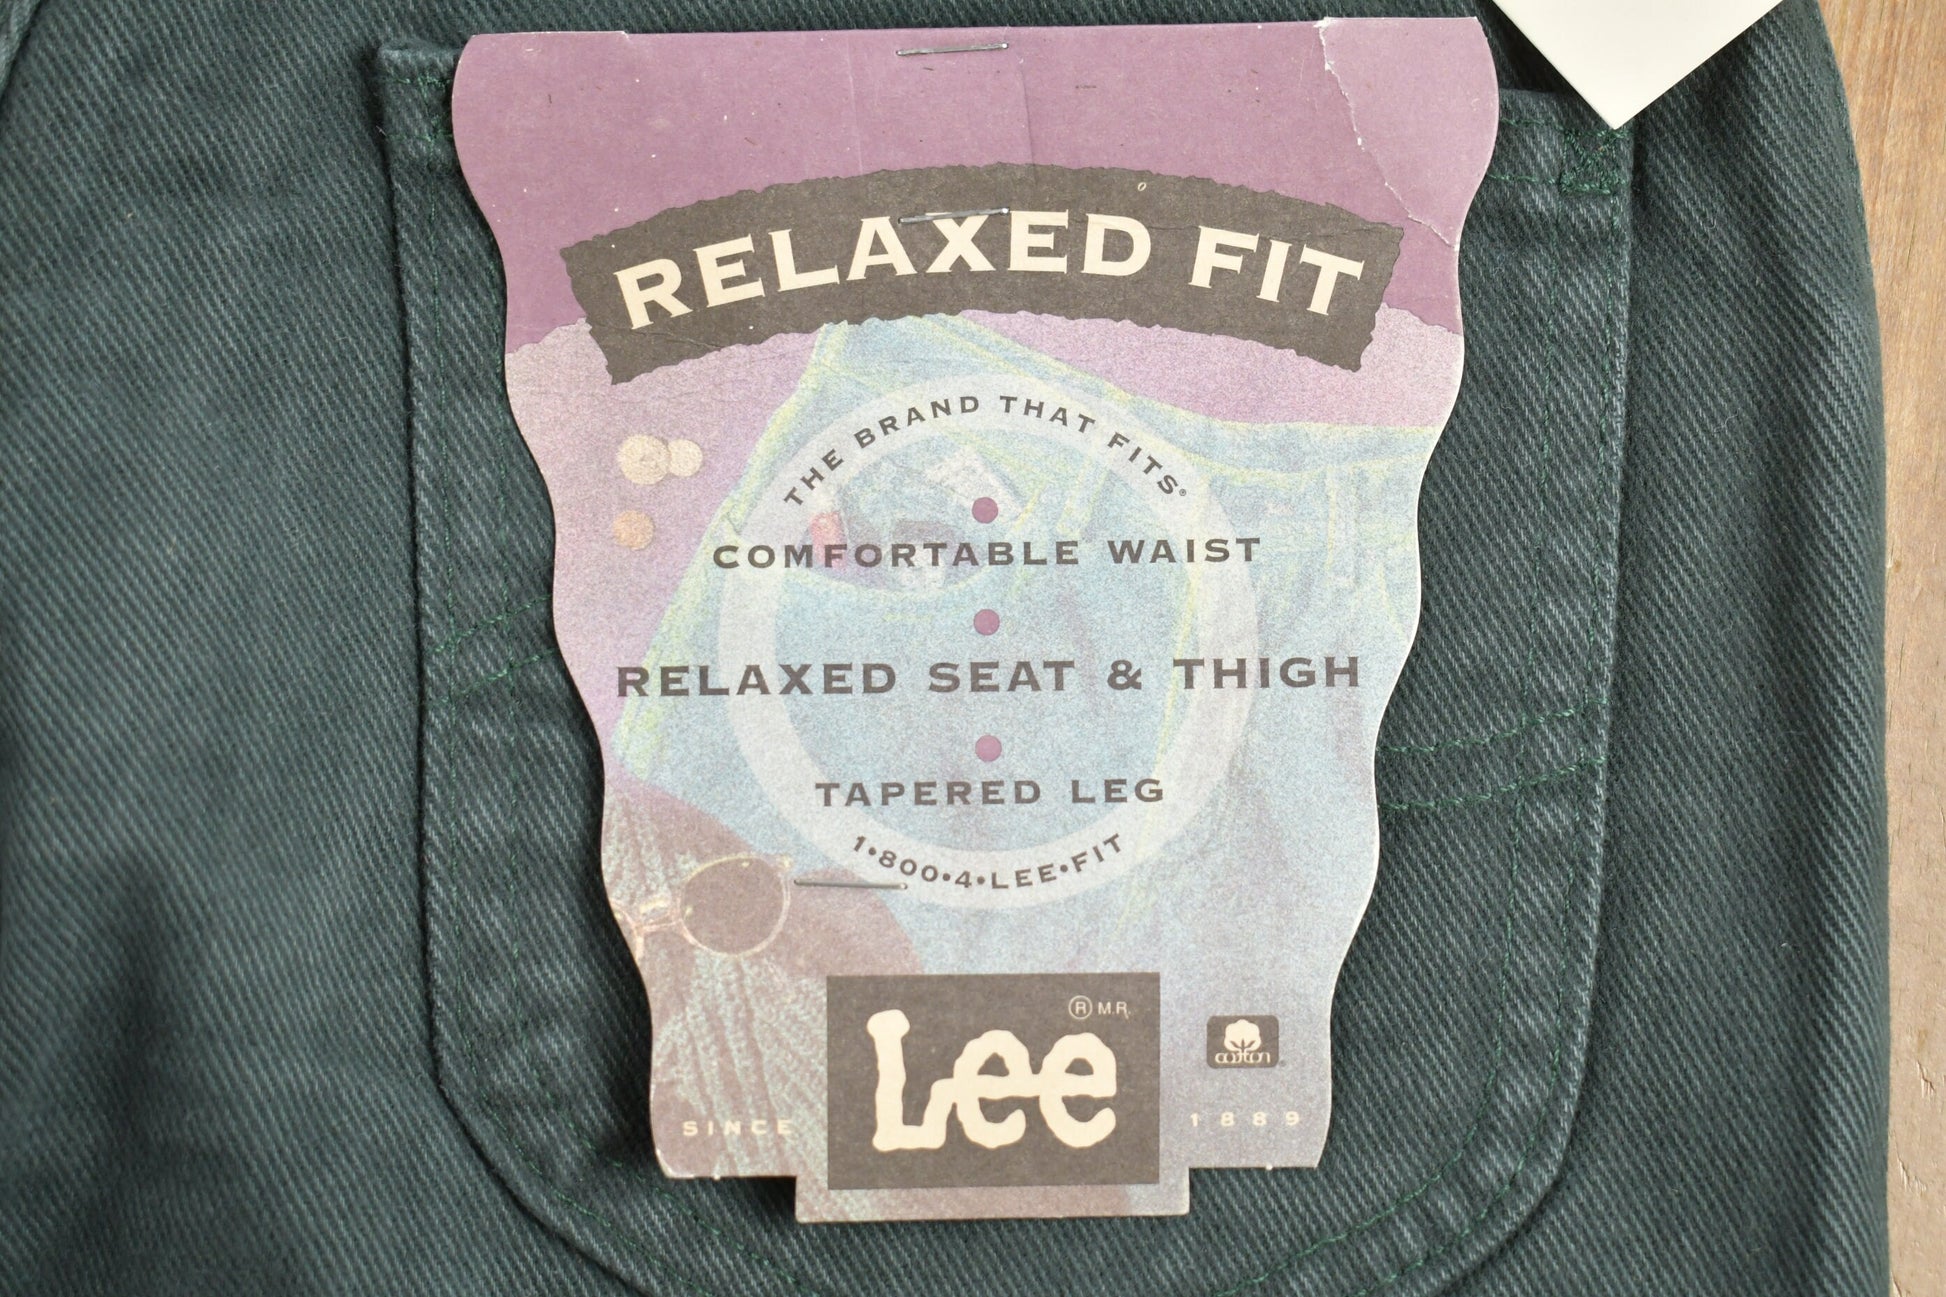 RELAXED FIT
THE BRAND THAT FITS®
COMFORTABLE WAIST
RELAXED SEAT & THIGH
TAPERED LEG
1•800•4•LEE•FIT
® M.R.
Lee
cotton
SINCE 1889